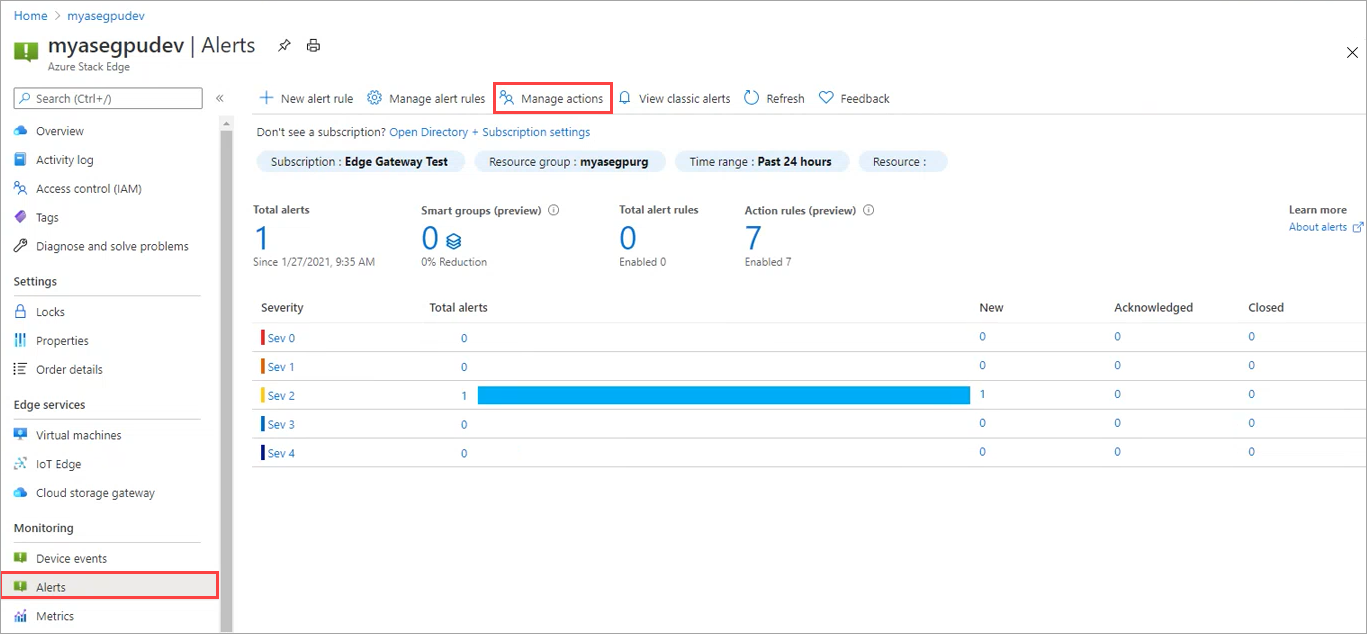 Home > myasegpudev
myasegpudev | Alerts
Azure Stack Edge
Search (Ctrl+/)
«
Overview
Activity log
Access control (IAM)
Tags
Diagnose and solve problems
Settings
Locks
Properties
Order details
Edge services
Virtual machines
IoT Edge
Cloud storage gateway
Monitoring
Device events
Alerts
Metrics
+ New alert rule Manage alert rules Manage actions View classic alerts Refresh Feedback
Don't see a subscription? Open Directory + Subscription settings
Subscription : Edge Gateway Test Resource group : myasegpurg Time range : Past 24 hours Resource :
Total alerts Smart groups (preview) Total alert rules Action rules (preview) Learn more
1 0 0 7 About alerts
Since 1/27/2021, 9:35 AM 0% Reduction Enabled 0 Enabled 7
Severity Total alerts New Acknowledged Closed
Sev 0 0 0 0 0
Sev 1 0 0 0 0
Sev 2 1 1 0 0
Sev 3 0 0 0 0
Sev 4 0 0 0 0